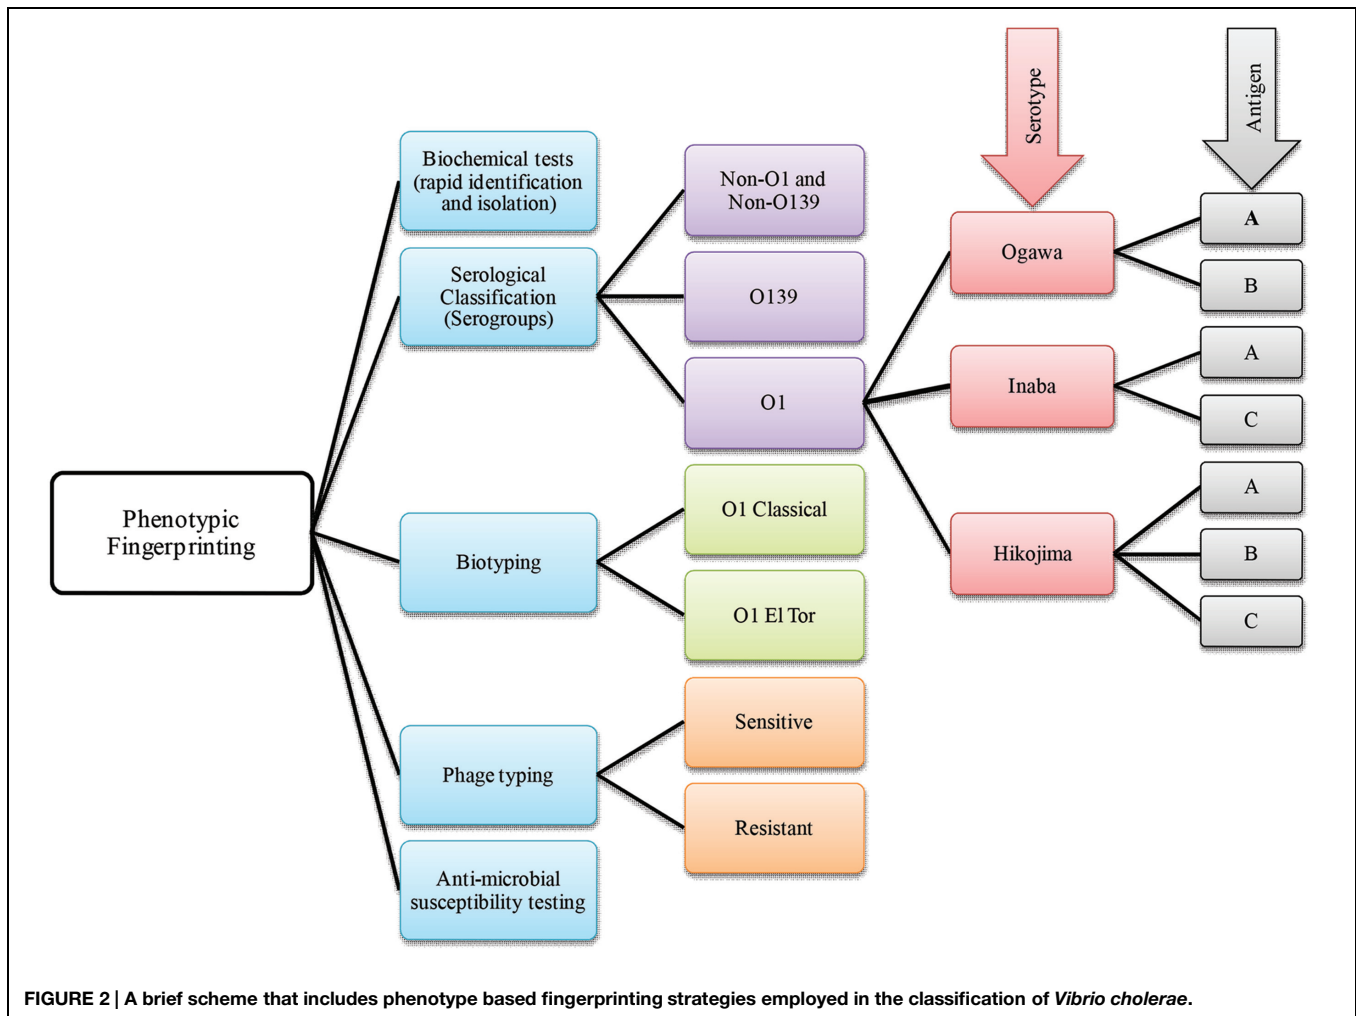 Phenotypic
Fingerprinting
Biochemical tests
(rapid identification
and isolation)
Serological
Classification
(Serogroups)
Biotyping
Phage typing
Anti-microbial
susceptibility testing
Non-O1 and
Non-O139
O139
O1
O1 Classical
O1 El Tor
Sensitive
Resistant
Serotype
Ogawa
Inaba
Hikojima
Antigen
A
B
A
C
A
B
C
FIGURE 2 | A brief scheme that includes phenotype based fingerprinting strategies employed in the classification of Vibrio cholerae.